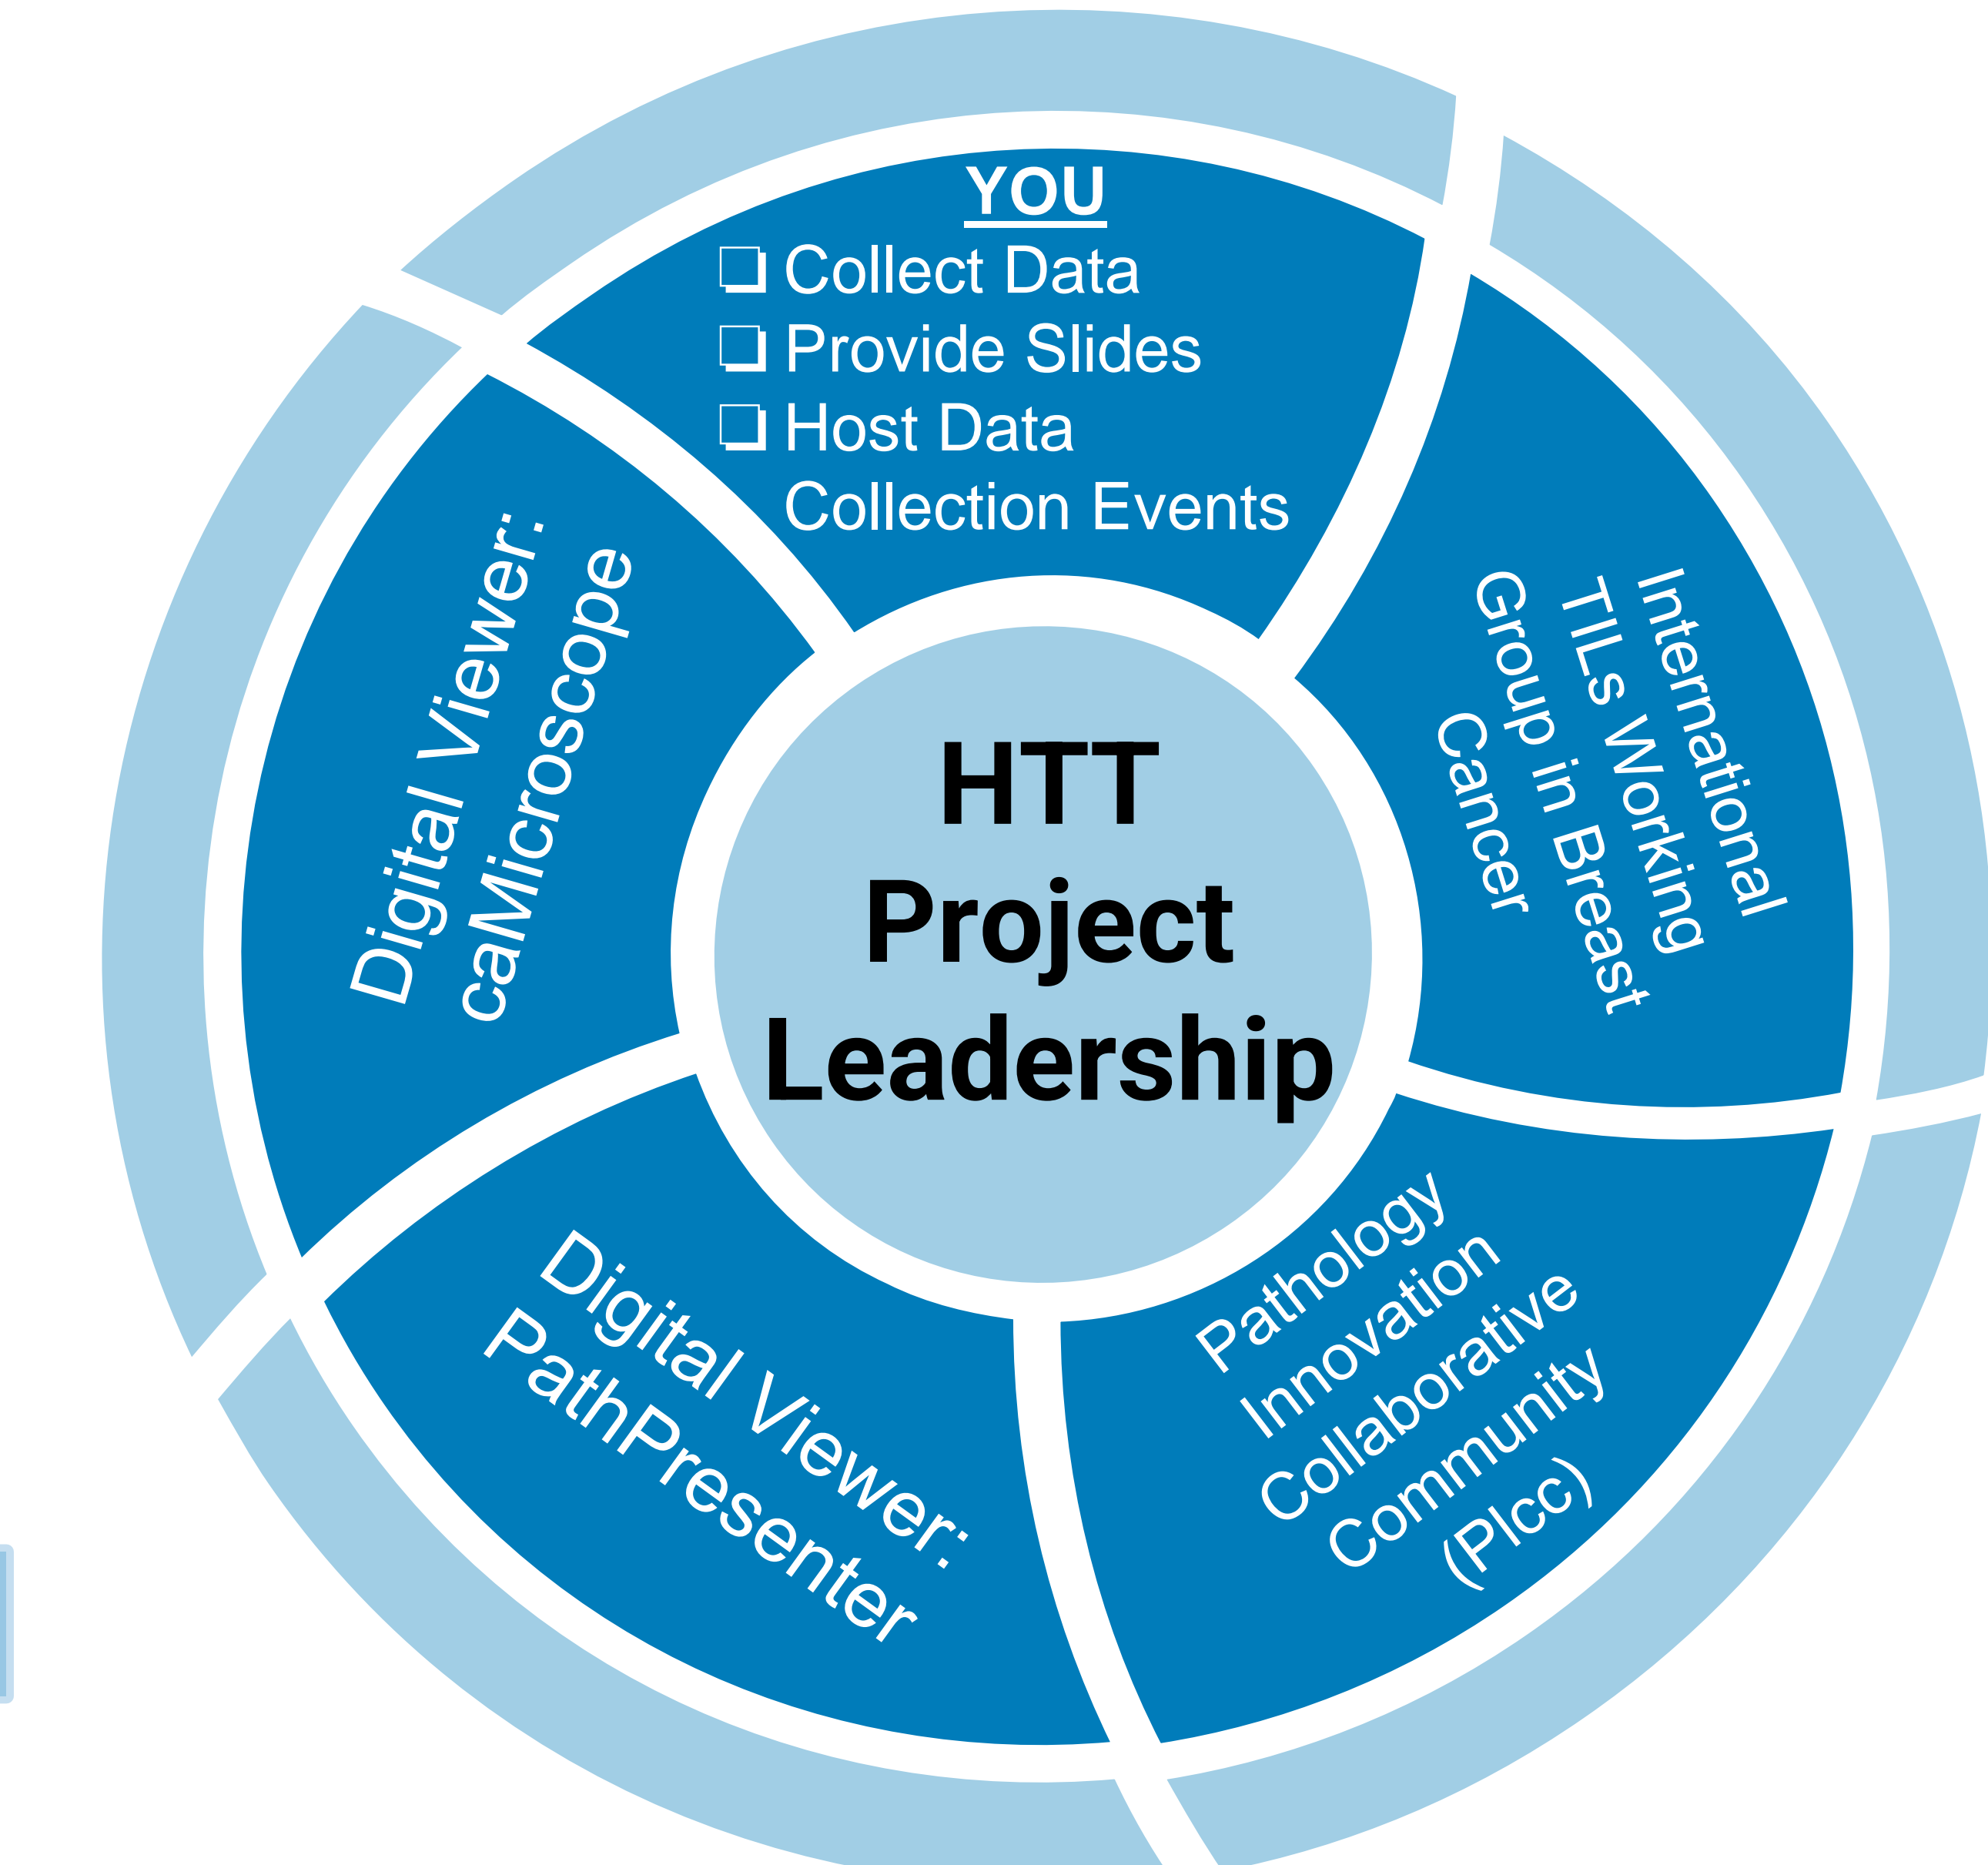 YOU
❑ Collect Data
❑ Provide Slides
❑ Host Data
Collection Events
International
TILs Working
Group in Breast
Cancer
Pathology
Innovation
Collaborative
Community
(PIcc)
Digital Viewer:
PathPresenter
Digital Viewer:
caMicroscope
HTT
Project
Leadership